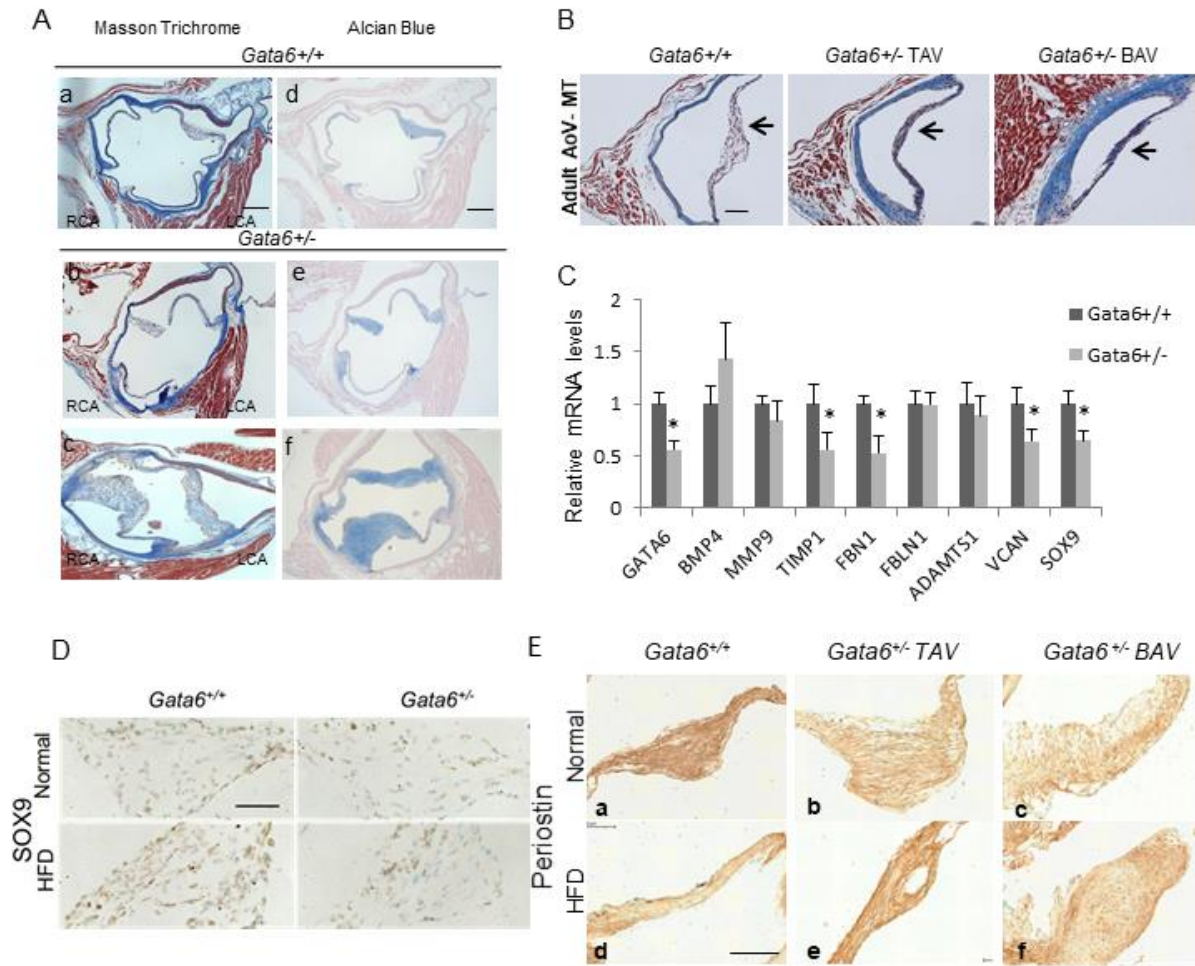 A
Masson Trichrome
Alcian Blue
Gata6+/+
a
d
RCA
LCA
Gata6+/-
b
e
RCA
LCA
c
f
RCA
LCA
B
Gata6+/+
Gata6+/- TAV
Gata6+/- BAV
Adult AoV- MT
C
Relative mRNA levels
2
1.5
1
0.5
0
Gata6+/+
Gata6+/-
*
*
*
*
*
GATA6
BMP4
MMP9
TIMP1
FBN1
FBLN1
ADAMTS1
VCAN
SOX9
D
Gata6+/+
Gata6+/-
SOX9
Normal
HFD
E
Gata6+/+
Gata6+/- TAV
Gata6+/- BAV
Periostin
Normal
HFD
a
b
c
d
e
f